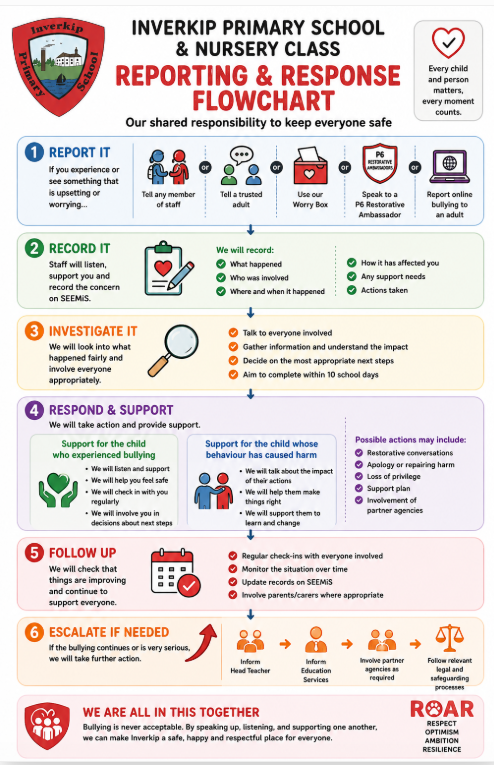 Inverkip
Primary School
INVERKIP PRIMARY SCHOOL
& NURSERY CLASS
REPORTING & RESPONSE
FLOWCHART
Our shared responsibility to keep everyone safe
Every child
and person
matters,
every moment
counts.
1 REPORT IT
If you experience or
see something that
is upsetting or
worrying...
Tell any member
of staff
or
Tell a trusted
adult
or
Use our
Worry Box
or
P6
RESTORATIVE
AMBASSADORS
Speak to a
P6 Restorative
Ambassador
or
Report online
bullying to
an adult
2 RECORD IT
Staff will listen,
support you and
record the concern
on SEEMiS.
We will record:
What happened
Who was involved
Where and when it happened
How it has affected you
Any support needs
Actions taken
3 INVESTIGATE IT
We will look into what
happened fairly and
involve everyone
appropriately.
Talk to everyone involved
Gather information and understand the impact
Decide on the most appropriate next steps
Aim to complete within 10 school days
4 RESPOND & SUPPORT
We will take action and provide support.
Support for the child
who experienced bullying
• We will listen and support
• We will help you feel safe
• We will check in with you
regularly
• We will involve you in
decisions about next steps
Support for the child whose
behaviour has caused harm
• We will talk about the impact
of their actions
• We will help them make
things right
• We will support them to
learn and change
Possible actions may include:
Restorative conversations
Apology or repairing harm
Loss of privilege
Support plan
Involvement of
partner agencies
5 FOLLOW UP
We will check that
things are improving
and continue to
support everyone.
Regular check-ins with everyone involved
Monitor the situation over time
Update records on SEEMiS
Involve parents/carers where appropriate
6 ESCALATE IF NEEDED
If the bullying continues or is very serious,
we will take further action.
Inform
Head Teacher
Inform
Education
Services
Involve partner
agencies as
required
Follow relevant
legal and
safeguarding
processes
WE ARE ALL IN THIS TOGETHER
Bullying is never acceptable. By speaking up, listening, and supporting one another,
we can make Inverkip a safe, happy and respectful place for everyone.
ROAR
RESPECT
OPTIMISM
AMBITION
RESILIENCE